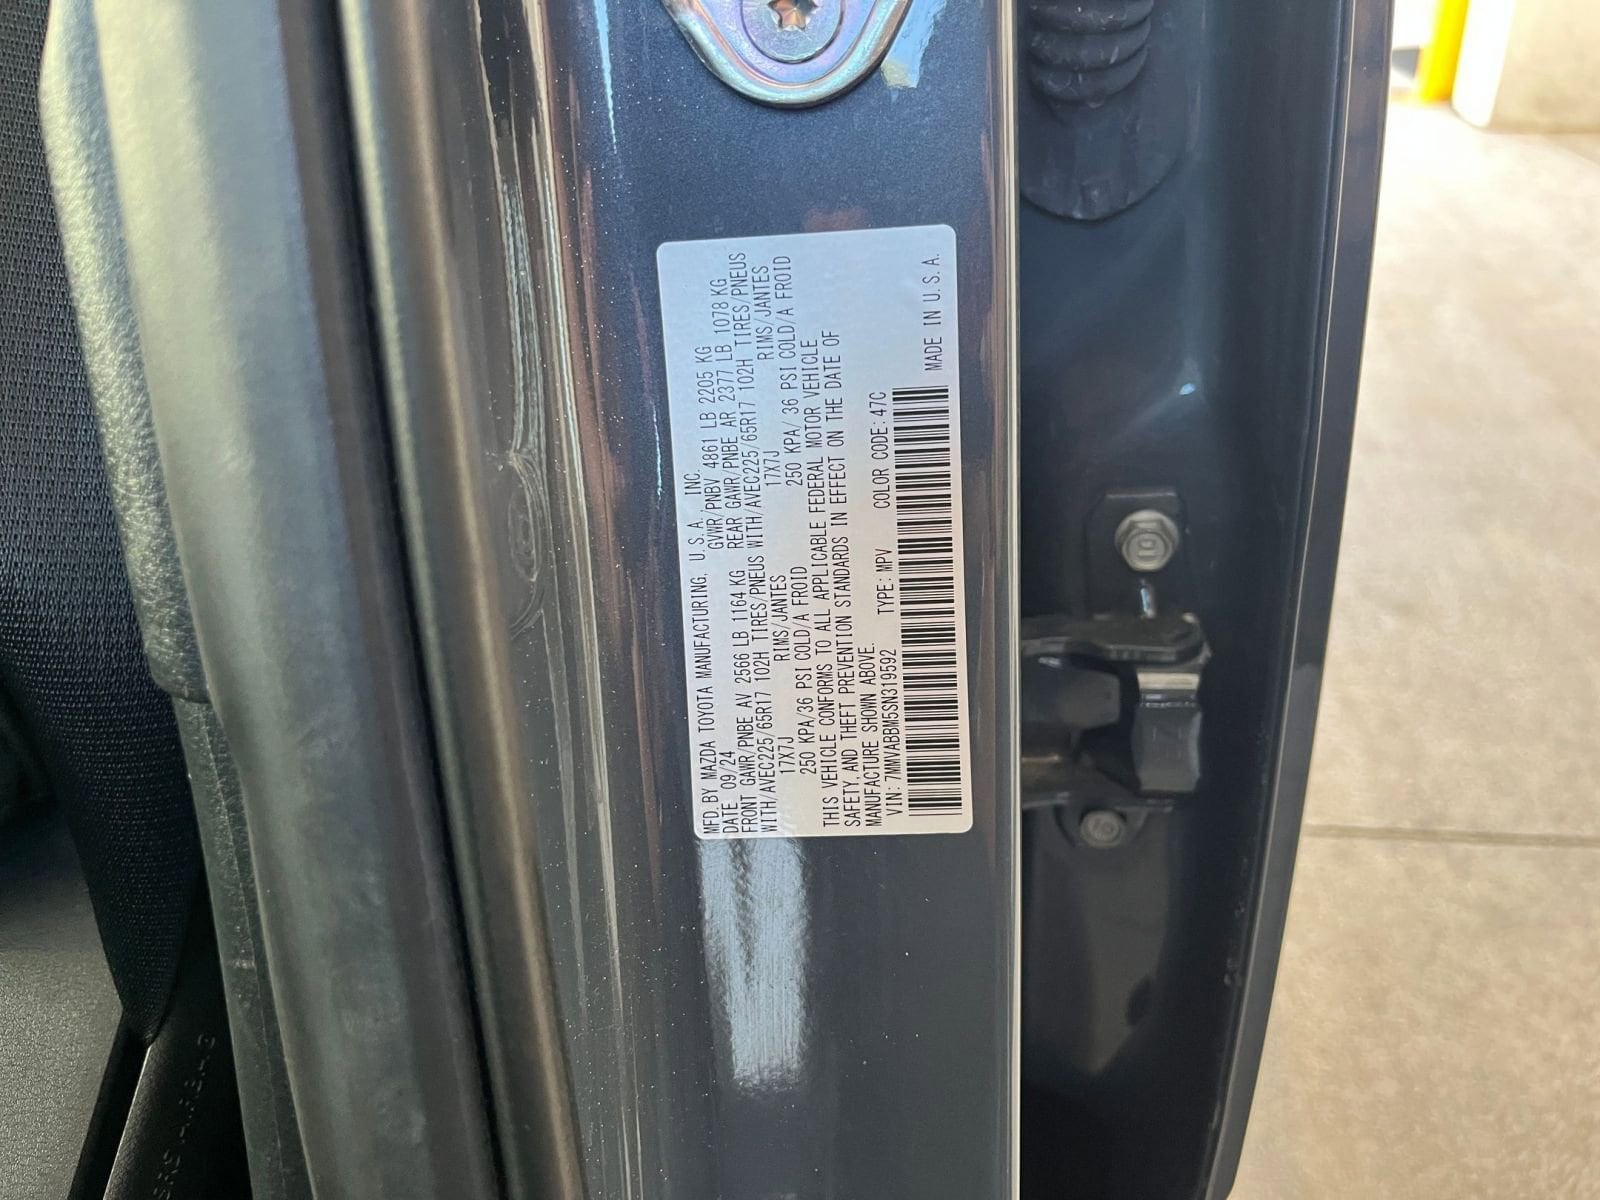 MFD. BY MAZDA TOYOTA MANUFACTURING, U.S.A. INC.
DATE 09/24 GVWR/PNBV 4861 LB 2205 KG
FRONT GAWR/PNBE AV 2566 LB 1164 KG REAR GAWR/PNBE AR 2377 LB 1078 KG
WITH/AVEC225/65R17 102H TIRES/PNEUS WITH/AVEC225/65R17 102H TIRES/PNEUS
17X7J RIMS/JANTES 17X7J RIMS/JANTES
250 KPA/36 PSI COLD/A FROID 250 KPA/ 36 PSI COLD/A FROID
THIS VEHICLE CONFORMS TO ALL APPLICABLE FEDERAL MOTOR VEHICLE
SAFETY, AND THEFT PREVENTION STANDARDS IN EFFECT ON THE DATE OF
MANUFACTURE SHOWN ABOVE.
VIN: 7MMVABBM5SN319592 TYPE: MPV COLOR CODE: 47C
MADE IN U.S.A.